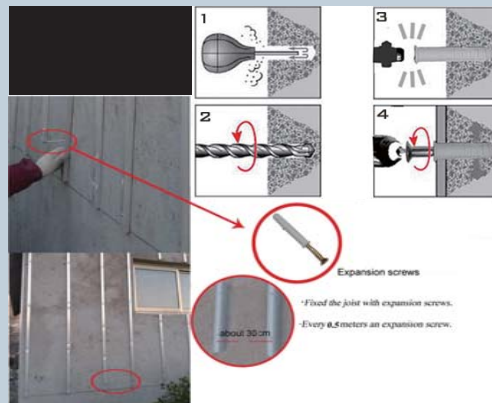 1
3
2
4
Expansion screws
about 30cm
·Fixed the joist with expansion screws.
·Every 0.5 meters an expansion screw.